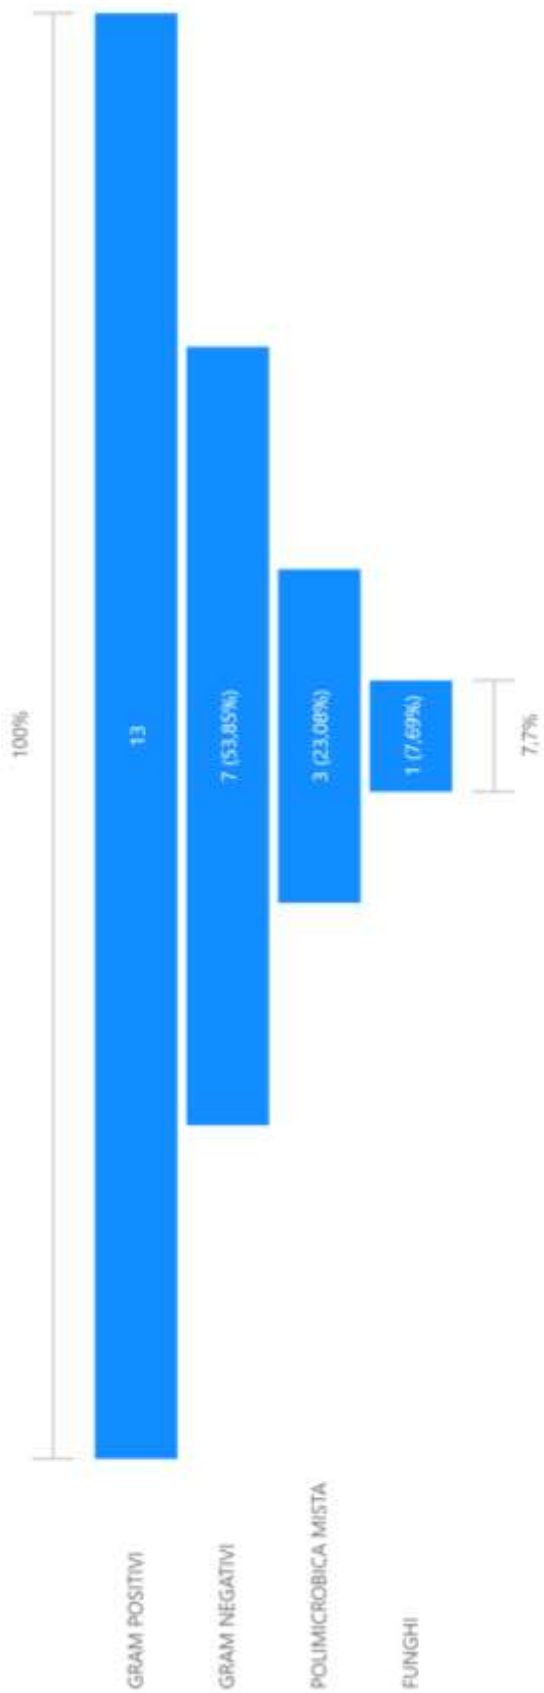 100%
GRAM POSITIVI
13
GRAM NEGATIVI
7 (53,85%)
POLIMICROBICA MISTA
3 (23,08%)
FUNGHI
1 (7,69%)
7,7%